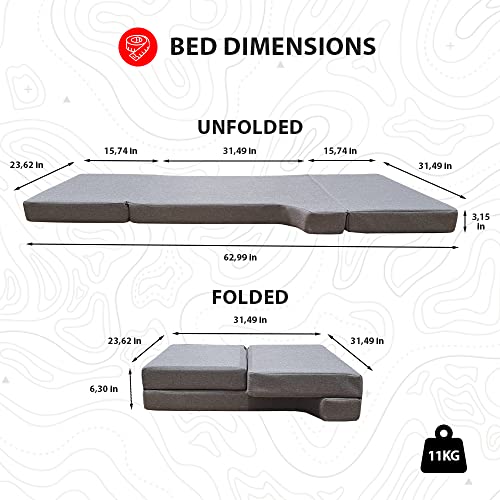 BED DIMENSIONS
UNFOLDED
15,74 in 31,49 in 15,74 in
23,62 in 31,49 in
3,15 in
62,99 in
FOLDED
31,49 in
23,62 in 31,49 in
6,30 in
11KG